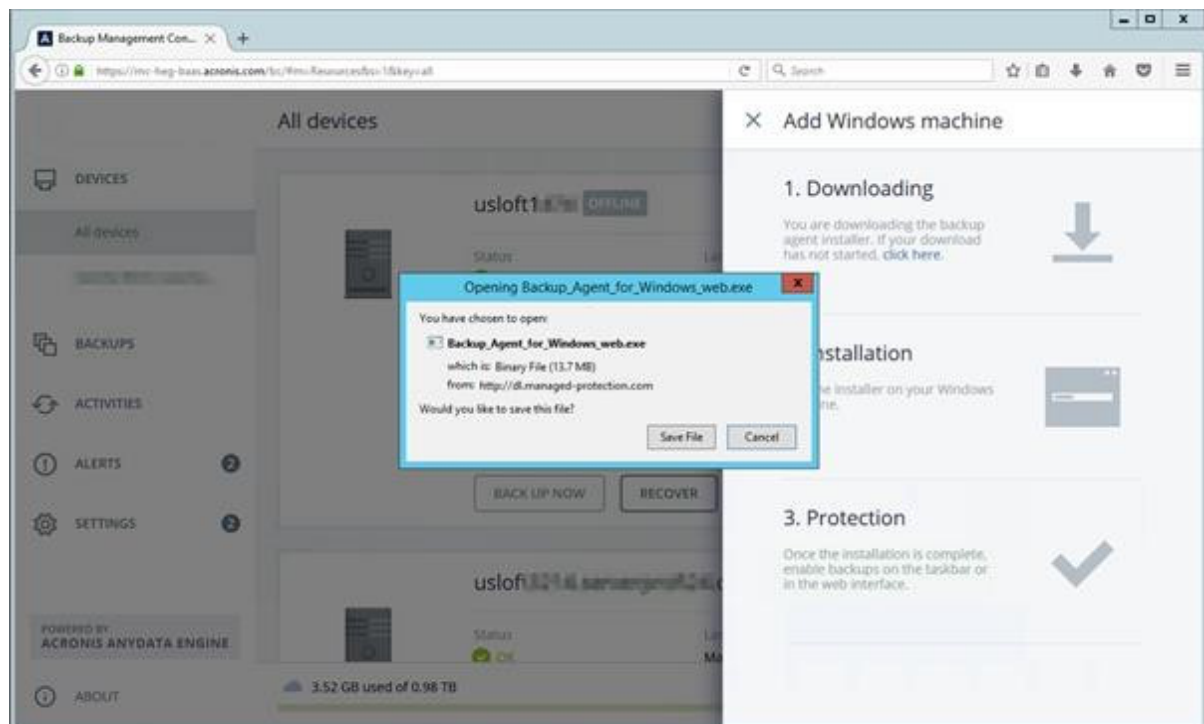 Backup Management Con...
https://mc-beg-baas.acronis.com/bc/#m=Resources&s=1&key=all
Search
All devices
DEVICES
All devices
BACKUPS
ACTIVITIES
ALERTS
2
SETTINGS
2
POWERED BY
ACRONIS ANYDATA ENGINE
ABOUT
usloft1
OFFLINE
Status
BACK UP NOW
RECOVER
uslof
Status
OK
3.52 GB used of 0.98 TB
Opening Backup_Agent_for_Windows_web.exe
You have chosen to open:
Backup_Agent_for_Windows_web.exe
which is: Binary File (13.7 MB)
from: http://dl.managed-protection.com
Would you like to save this file?
Save File
Cancel
Add Windows machine
1. Downloading
You are downloading the backup
agent installer. If your download
has not started, click here.
nstallation
installer on your Windows
3. Protection
Once the installation is complete,
enable backups on the taskbar or
in the web interface.